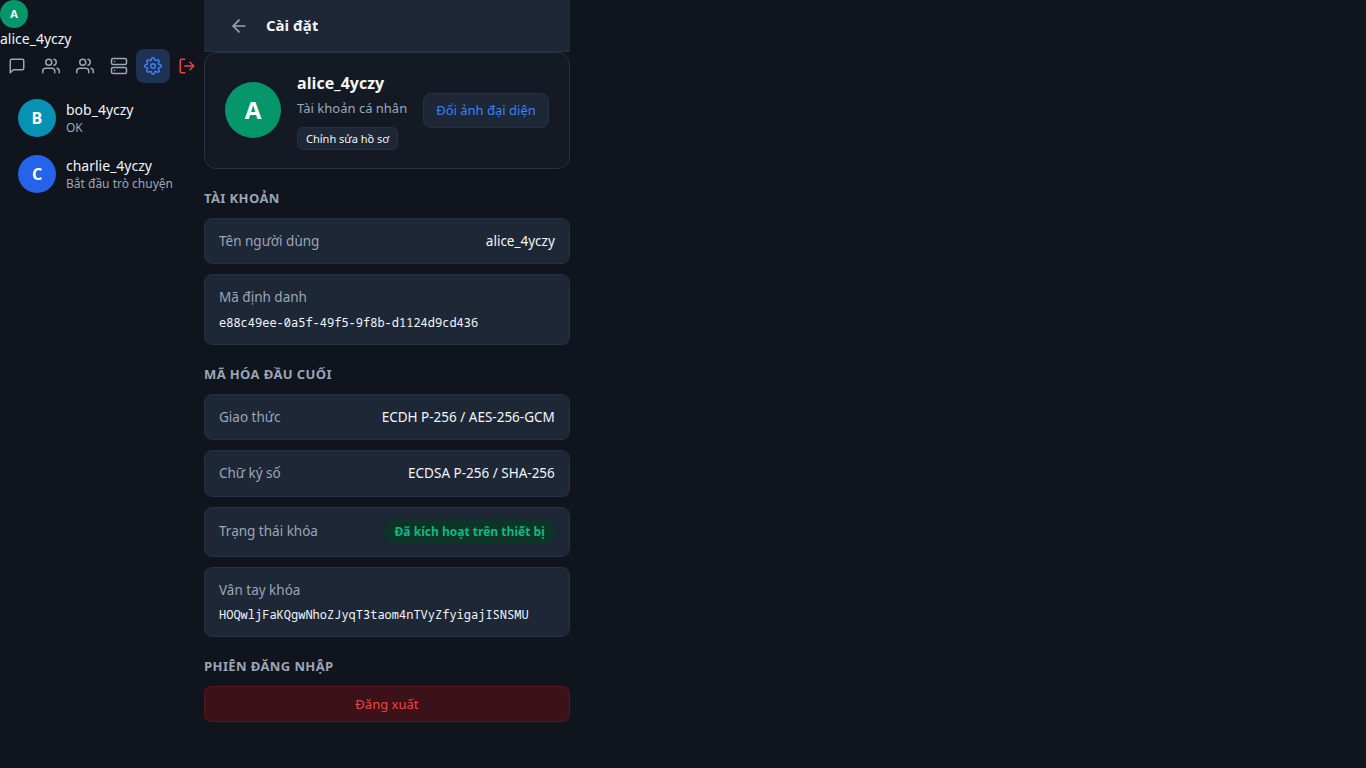 A
alice_4yczy
B
bob_4yczy
OK
C
charlie_4yczy
Bắt đầu trò chuyện
Cài đặt
A
alice_4yczy
Tài khoản cá nhân
Chỉnh sửa hồ sơ
Đổi ảnh đại diện
TÀI KHOẢN
Tên người dùng
alice_4yczy
Mã định danh
e88c49ee-0a5f-49f5-9f8b-d1124d9cd436
MÃ HÓA ĐẦU CUỐI
Giao thức
ECDH P-256 / AES-256-GCM
Chữ ký số
ECDSA P-256 / SHA-256
Trạng thái khóa
Đã kích hoạt trên thiết bị
Vân tay khóa
HOQwljFaKQgwNhoZJyqT3taom4nTVyZfyigajISNSMU
PHIÊN ĐĂNG NHẬP
Đăng xuất